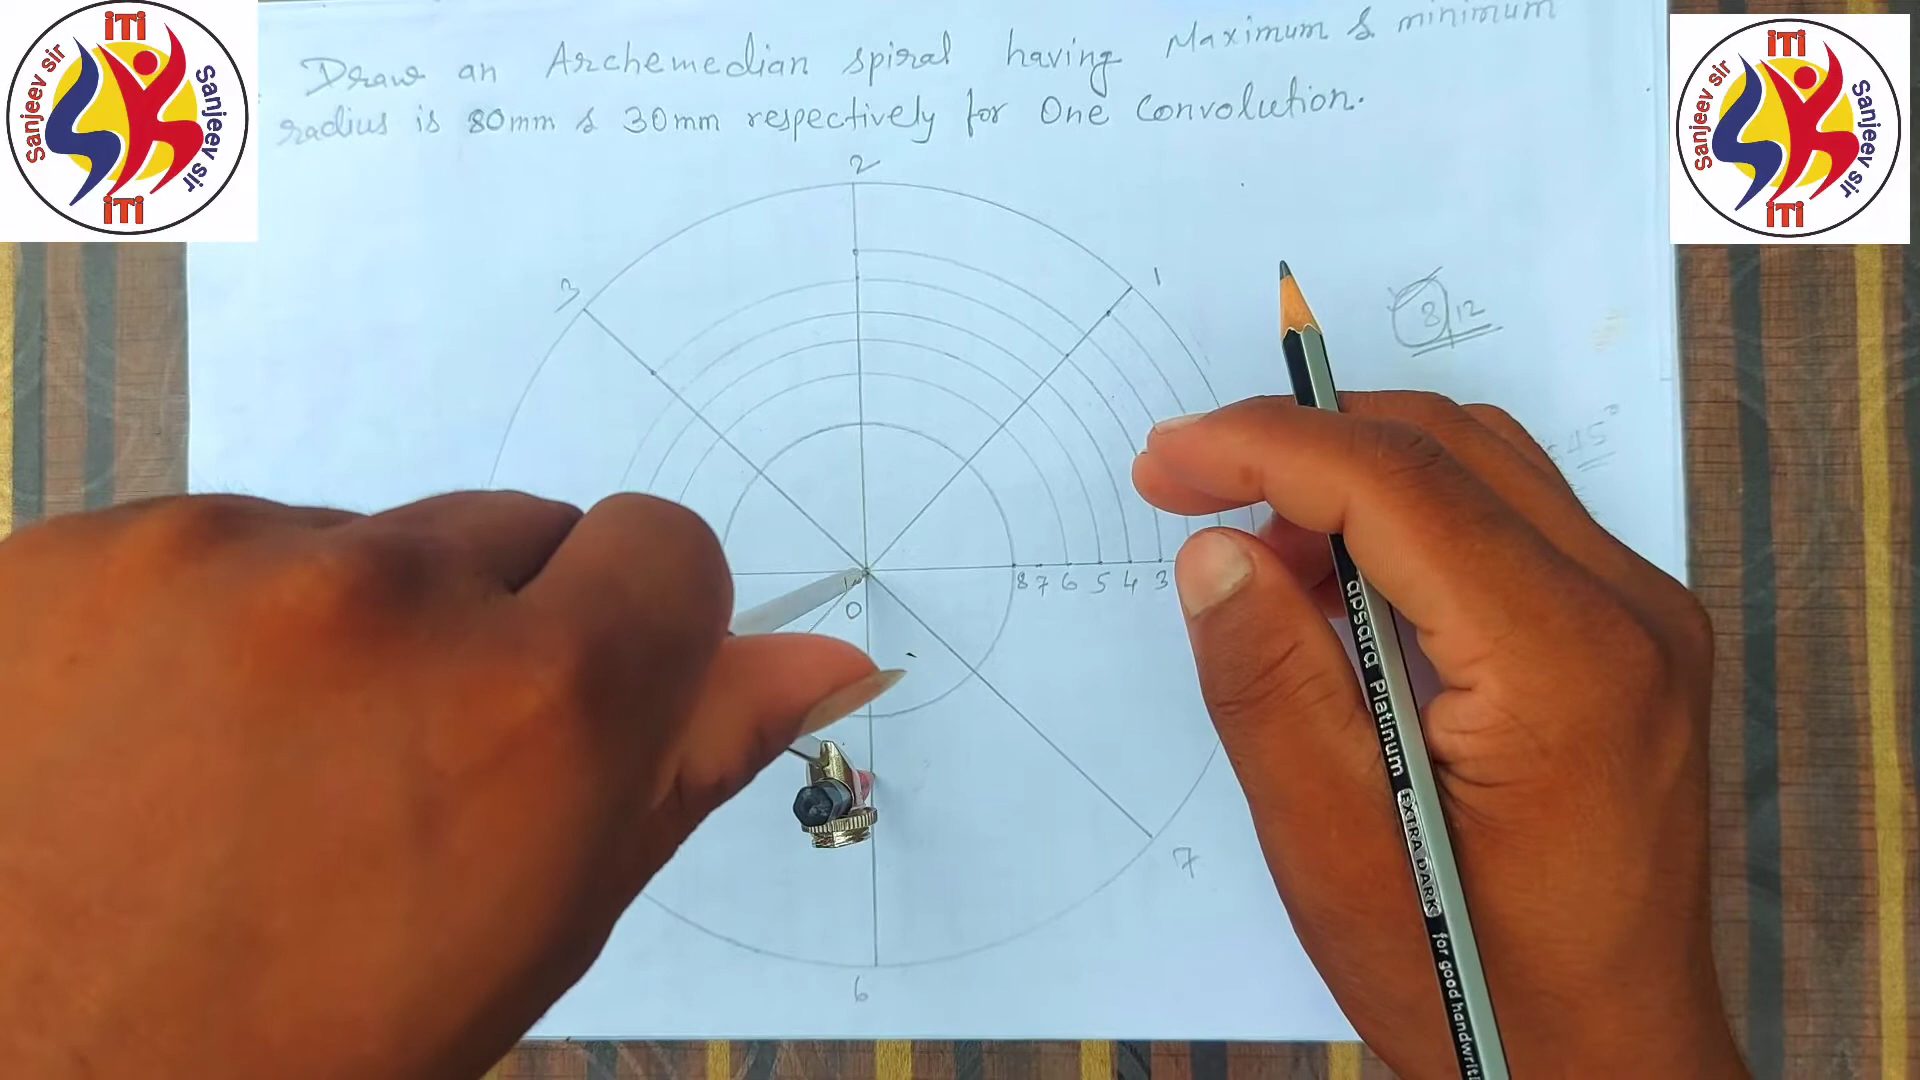 Draw an Archemedian spiral having Maximum & minimum
radius is 80mm & 30mm respectively for One Convolution.
iTi
Sanjeev sir
Sanjeev sir
iTi
iTi
Sanjeev sir
Sanjeev sir
iTi
2
3
1
8/12
45°
8 7 6 5 4 3
0
7
6
apsara Platinum EXTRA DARK for good handwriti